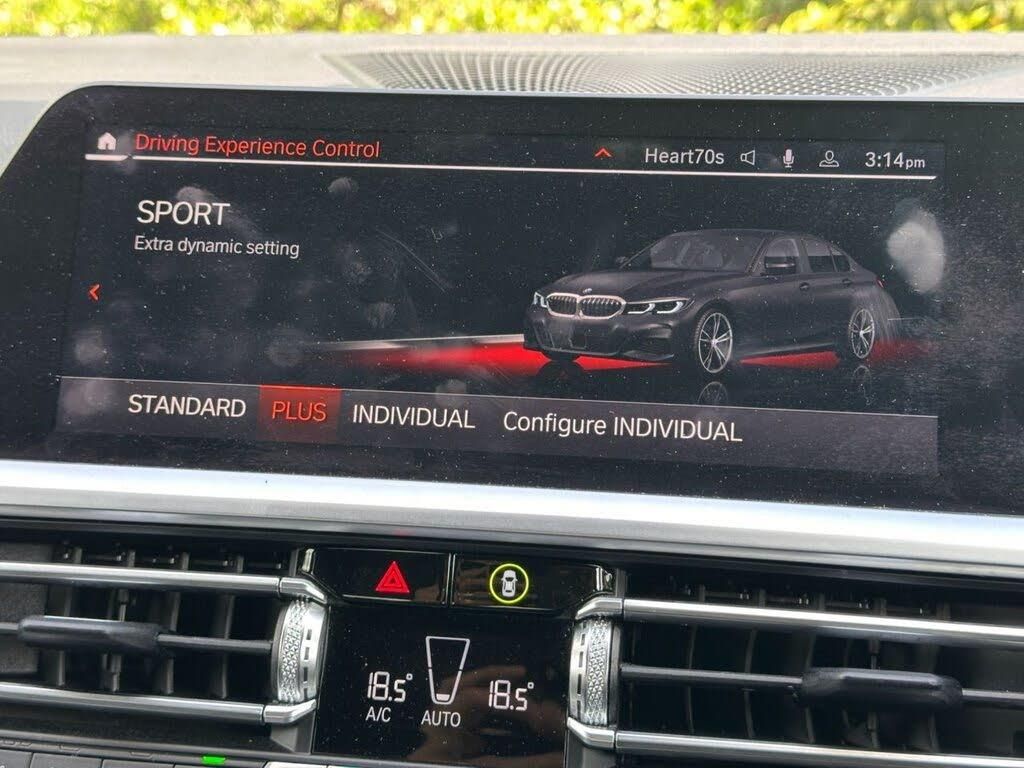 Driving Experience Control
Heart70s 3:14pm
SPORT
Extra dynamic setting
STANDARD PLUS INDIVIDUAL Configure INDIVIDUAL
18.5° 18.5°
A/C AUTO